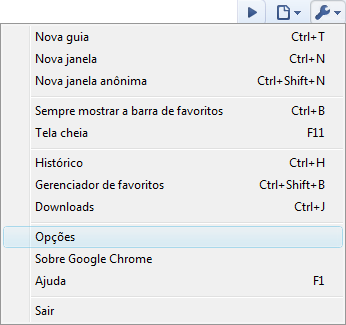 Nova guia Ctrl+T
Nova janela Ctrl+N
Nova janela anônima Ctrl+Shift+N
Sempre mostrar a barra de favoritos Ctrl+B
Tela cheia F11
Histórico Ctrl+H
Gerenciador de favoritos Ctrl+Shift+B
Downloads Ctrl+J
Opções
Sobre Google Chrome
Ajuda F1
Sair